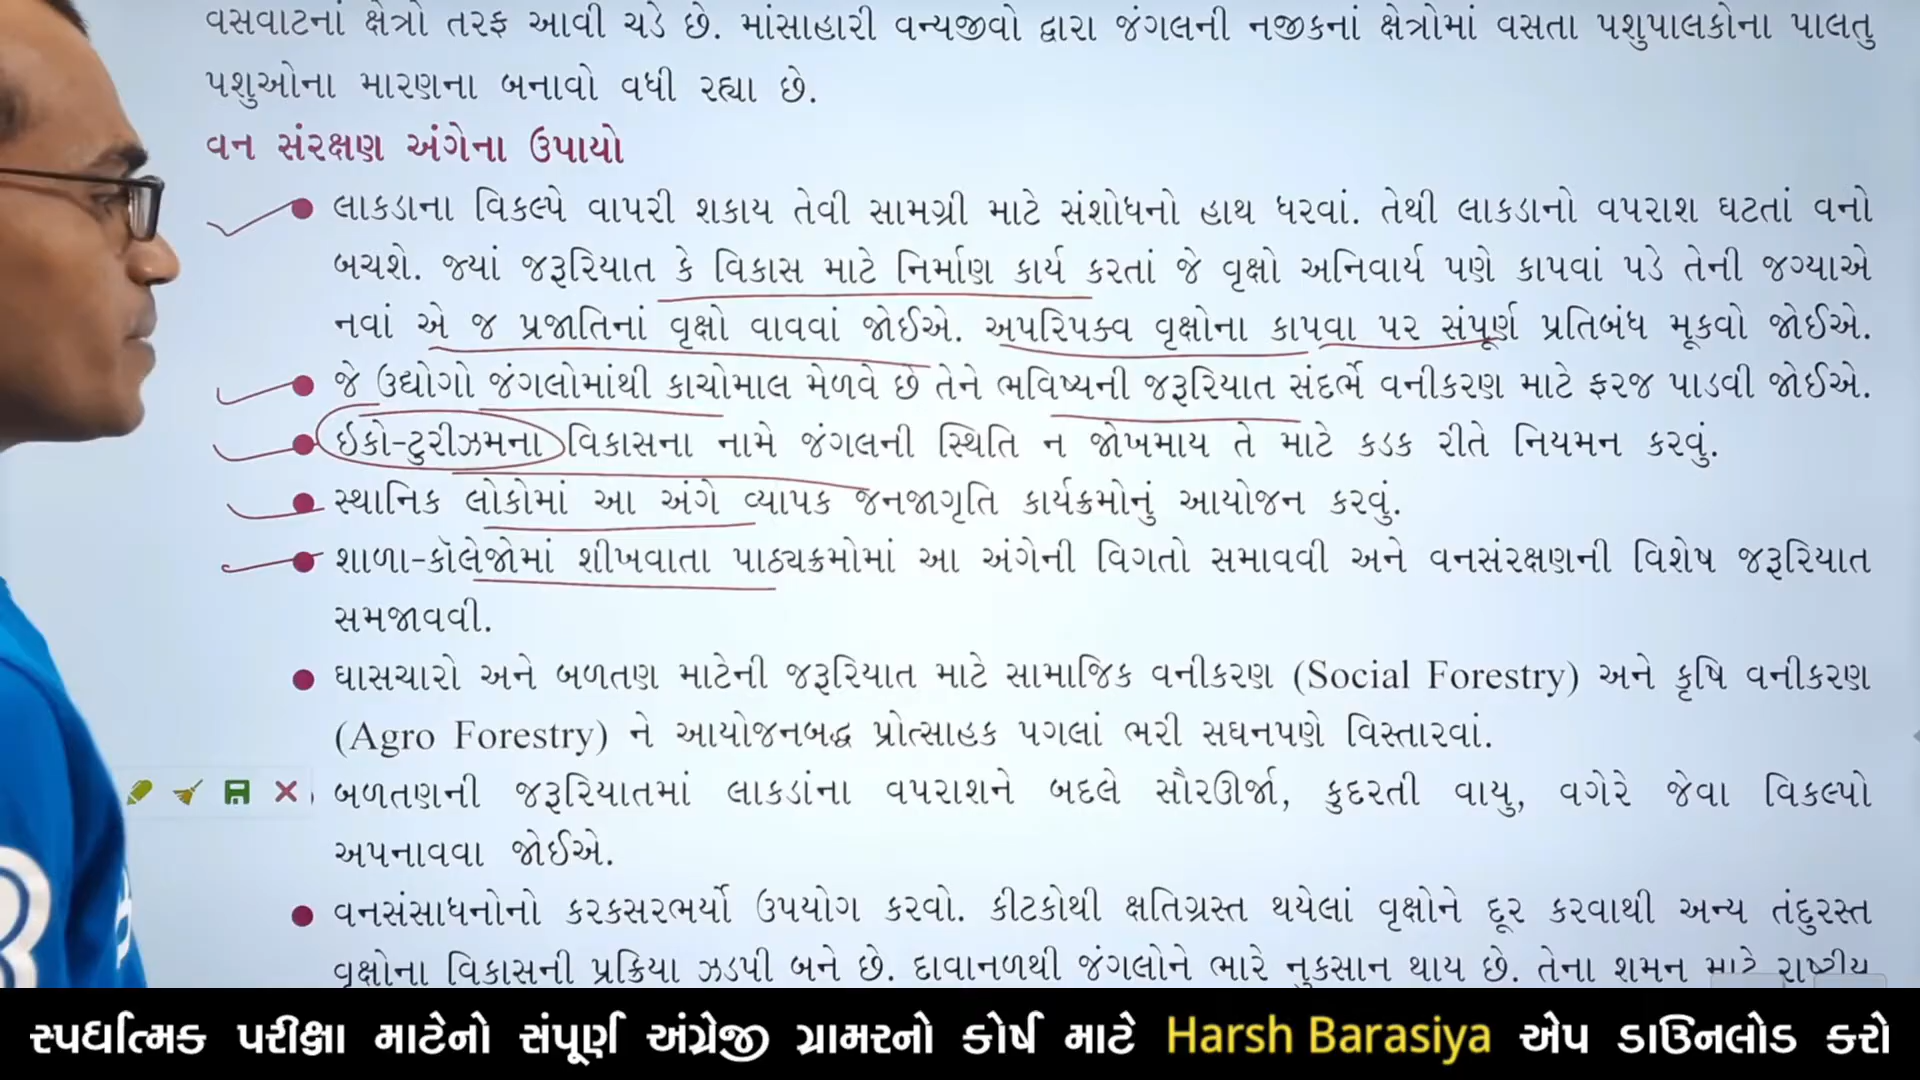 વસવાટનાં ક્ષેત્રો તરફ આવી ચડે છે. માંસાહારી વન્યજીવો દ્વારા જંગલની નજીકનાં ક્ષેત્રોમાં વસતા પશુપાલકોના પાલતુ
પશુઓના મારણના બનાવો વધી રહ્યા છે.
વન સંરક્ષણ અંગેના ઉપાયો
● લાકડાના વિકલ્પે વાપરી શકાય તેવી સામગ્રી માટે સંશોધનો હાથ ધરવાં. તેથી લાકડાનો વપરાશ ઘટતાં વનો
બચશે. જ્યાં જરૂરિયાત કે વિકાસ માટે નિર્માણ કાર્ય કરતાં જે વૃક્ષો અનિવાર્ય પણે કાપવાં પડે તેની જગ્યાએ
નવાં એ જ પ્રજાતિનાં વૃક્ષો વાવવાં જોઈએ. અપરિપક્વ વૃક્ષોના કાપવા પર સંપૂર્ણ પ્રતિબંધ મૂકવો જોઈએ.
● જે ઉદ્યોગો જંગલોમાંથી કાચોમાલ મેળવે છે તેને ભવિષ્યની જરૂરિયાત સંદર્ભે વનીકરણ માટે ફરજ પાડવી જોઈએ.
● ઇકો-ટુરીઝમના વિકાસના નામે જંગલની સ્થિતિ ન જોખમાય તે માટે કડક રીતે નિયમન કરવું.
● સ્થાનિક લોકોમાં આ અંગે વ્યાપક જનજાગૃતિ કાર્યક્રમોનું આયોજન કરવું.
● શાળા-કૉલેજોમાં શીખવાતા પાઠ્યક્રમોમાં આ અંગેની વિગતો સમાવવી અને વનસંરક્ષણની વિશેષ જરૂરિયાત
સમજાવવી.
● ઘાસચારો અને બળતણ માટેની જરૂરિયાત માટે સામાજિક વનીકરણ (Social Forestry) અને કૃષિ વનીકરણ
(Agro Forestry) ને આયોજનબદ્ધ પ્રોત્સાહક પગલાં ભરી સઘનપણે વિસ્તારવાં.
બળતણની જરૂરિયાતમાં લાકડાંના વપરાશને બદલે સૌરઊર્જા, કુદરતી વાયુ, વગેરે જેવા વિકલ્પો
અપનાવવા જોઈએ.
● વનસંસાધનોનો કરકસરભર્યો ઉપયોગ કરવો. કીટકોથી ક્ષતિગ્રસ્ત થયેલાં વૃક્ષોને દૂર કરવાથી અન્ય તંદુરસ્ત
વૃક્ષોના વિકાસની પ્રક્રિયા ઝડપી બને છે. દાવાનળથી જંગલોને ભારે નુકસાન થાય છે. તેના શમન માટે રાષ્ટ્રીય
સ્પર્ધાત્મક પરીક્ષા માટેનો સંપૂર્ણ અંગ્રેજી ગ્રામરનો કોર્ષ માટે Harsh Barasiya એપ ડાઉનલોડ કરો